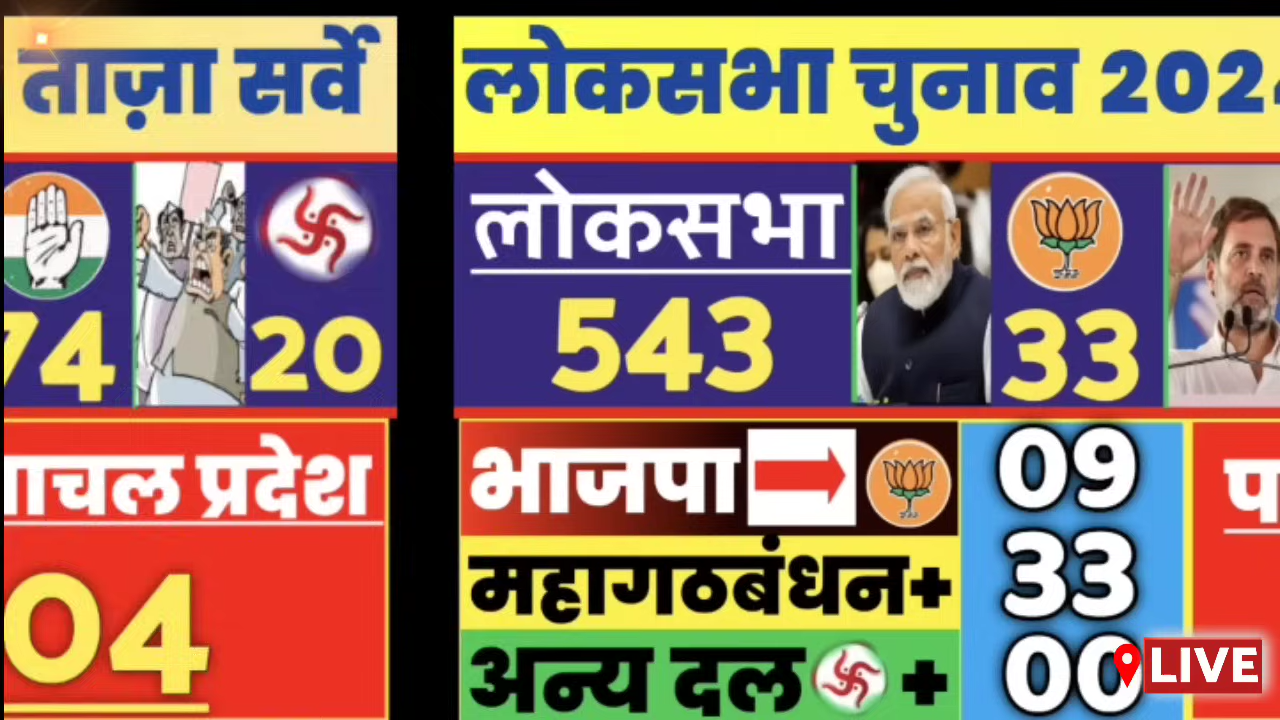 ताज़ा सर्वे
74 20
ाचल प्रदेश
04
लोकसभा चुनाव 202
लोकसभा
543
33
भाजपा 09
महागठबंधन+ 33
अन्य दल + 00
प
LIVE